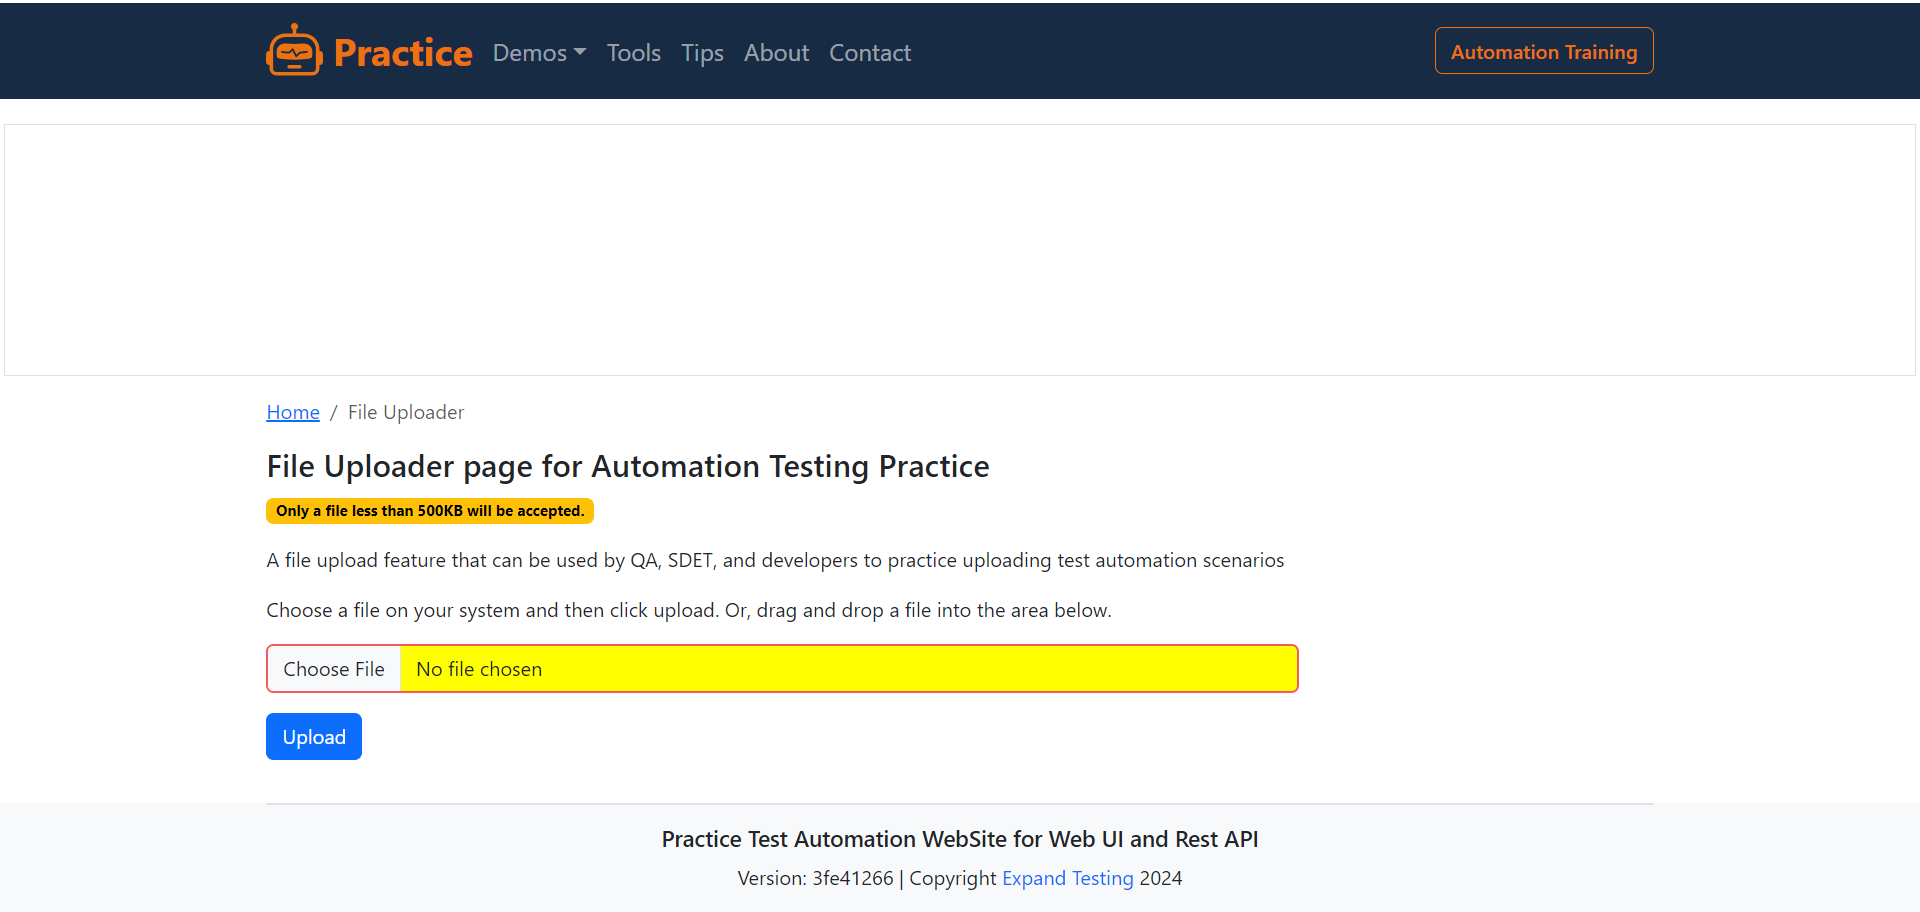 Practice Demos Tools Tips About Contact Automation Training
Home / File Uploader
File Uploader page for Automation Testing Practice
Only a file less than 500KB will be accepted.
A file upload feature that can be used by QA, SDET, and developers to practice uploading test automation scenarios
Choose a file on your system and then click upload. Or, drag and drop a file into the area below.
Choose File No file chosen
Upload
Practice Test Automation WebSite for Web UI and Rest API
Version: 3fe41266 | Copyright Expand Testing 2024